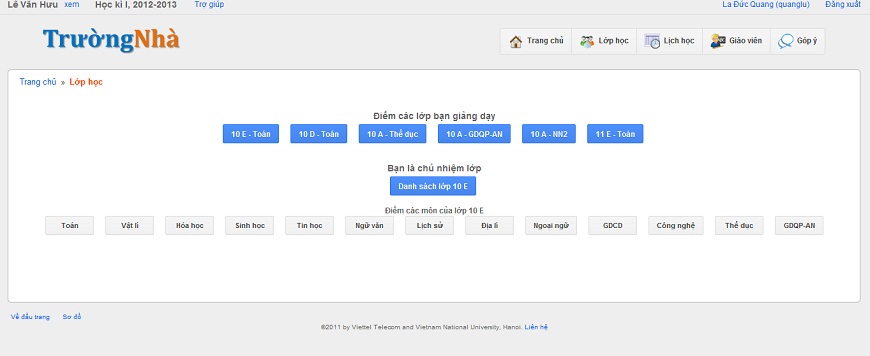 Lê Văn Hưu xem Học kì I, 2012-2013 Trợ giúp La Đức Quang (quanglu) Đăng xuất
TrườngNhà
Trang chủ Lớp học Lịch học Giáo viên Góp ý
Trang chủ » Lớp học
Điểm các lớp bạn giảng dạy
10 E - Toán 10 D - Toán 10 A - Thể dục 10 A - GDQP-AN 10 A - NN2 11 E - Toán
Bạn là chủ nhiệm lớp
Danh sách lớp 10 E
Điểm các môn của lớp 10 E
Toán Vật lí Hóa học Sinh học Tin học Ngữ văn Lịch sử Địa lí Ngoại ngữ GDCD Công nghệ Thể dục GDQP-AN
Về đầu trang Sơ đồ
©2011 by Viettel Telecom and Vietnam National University, Hanoi. Liên hệ